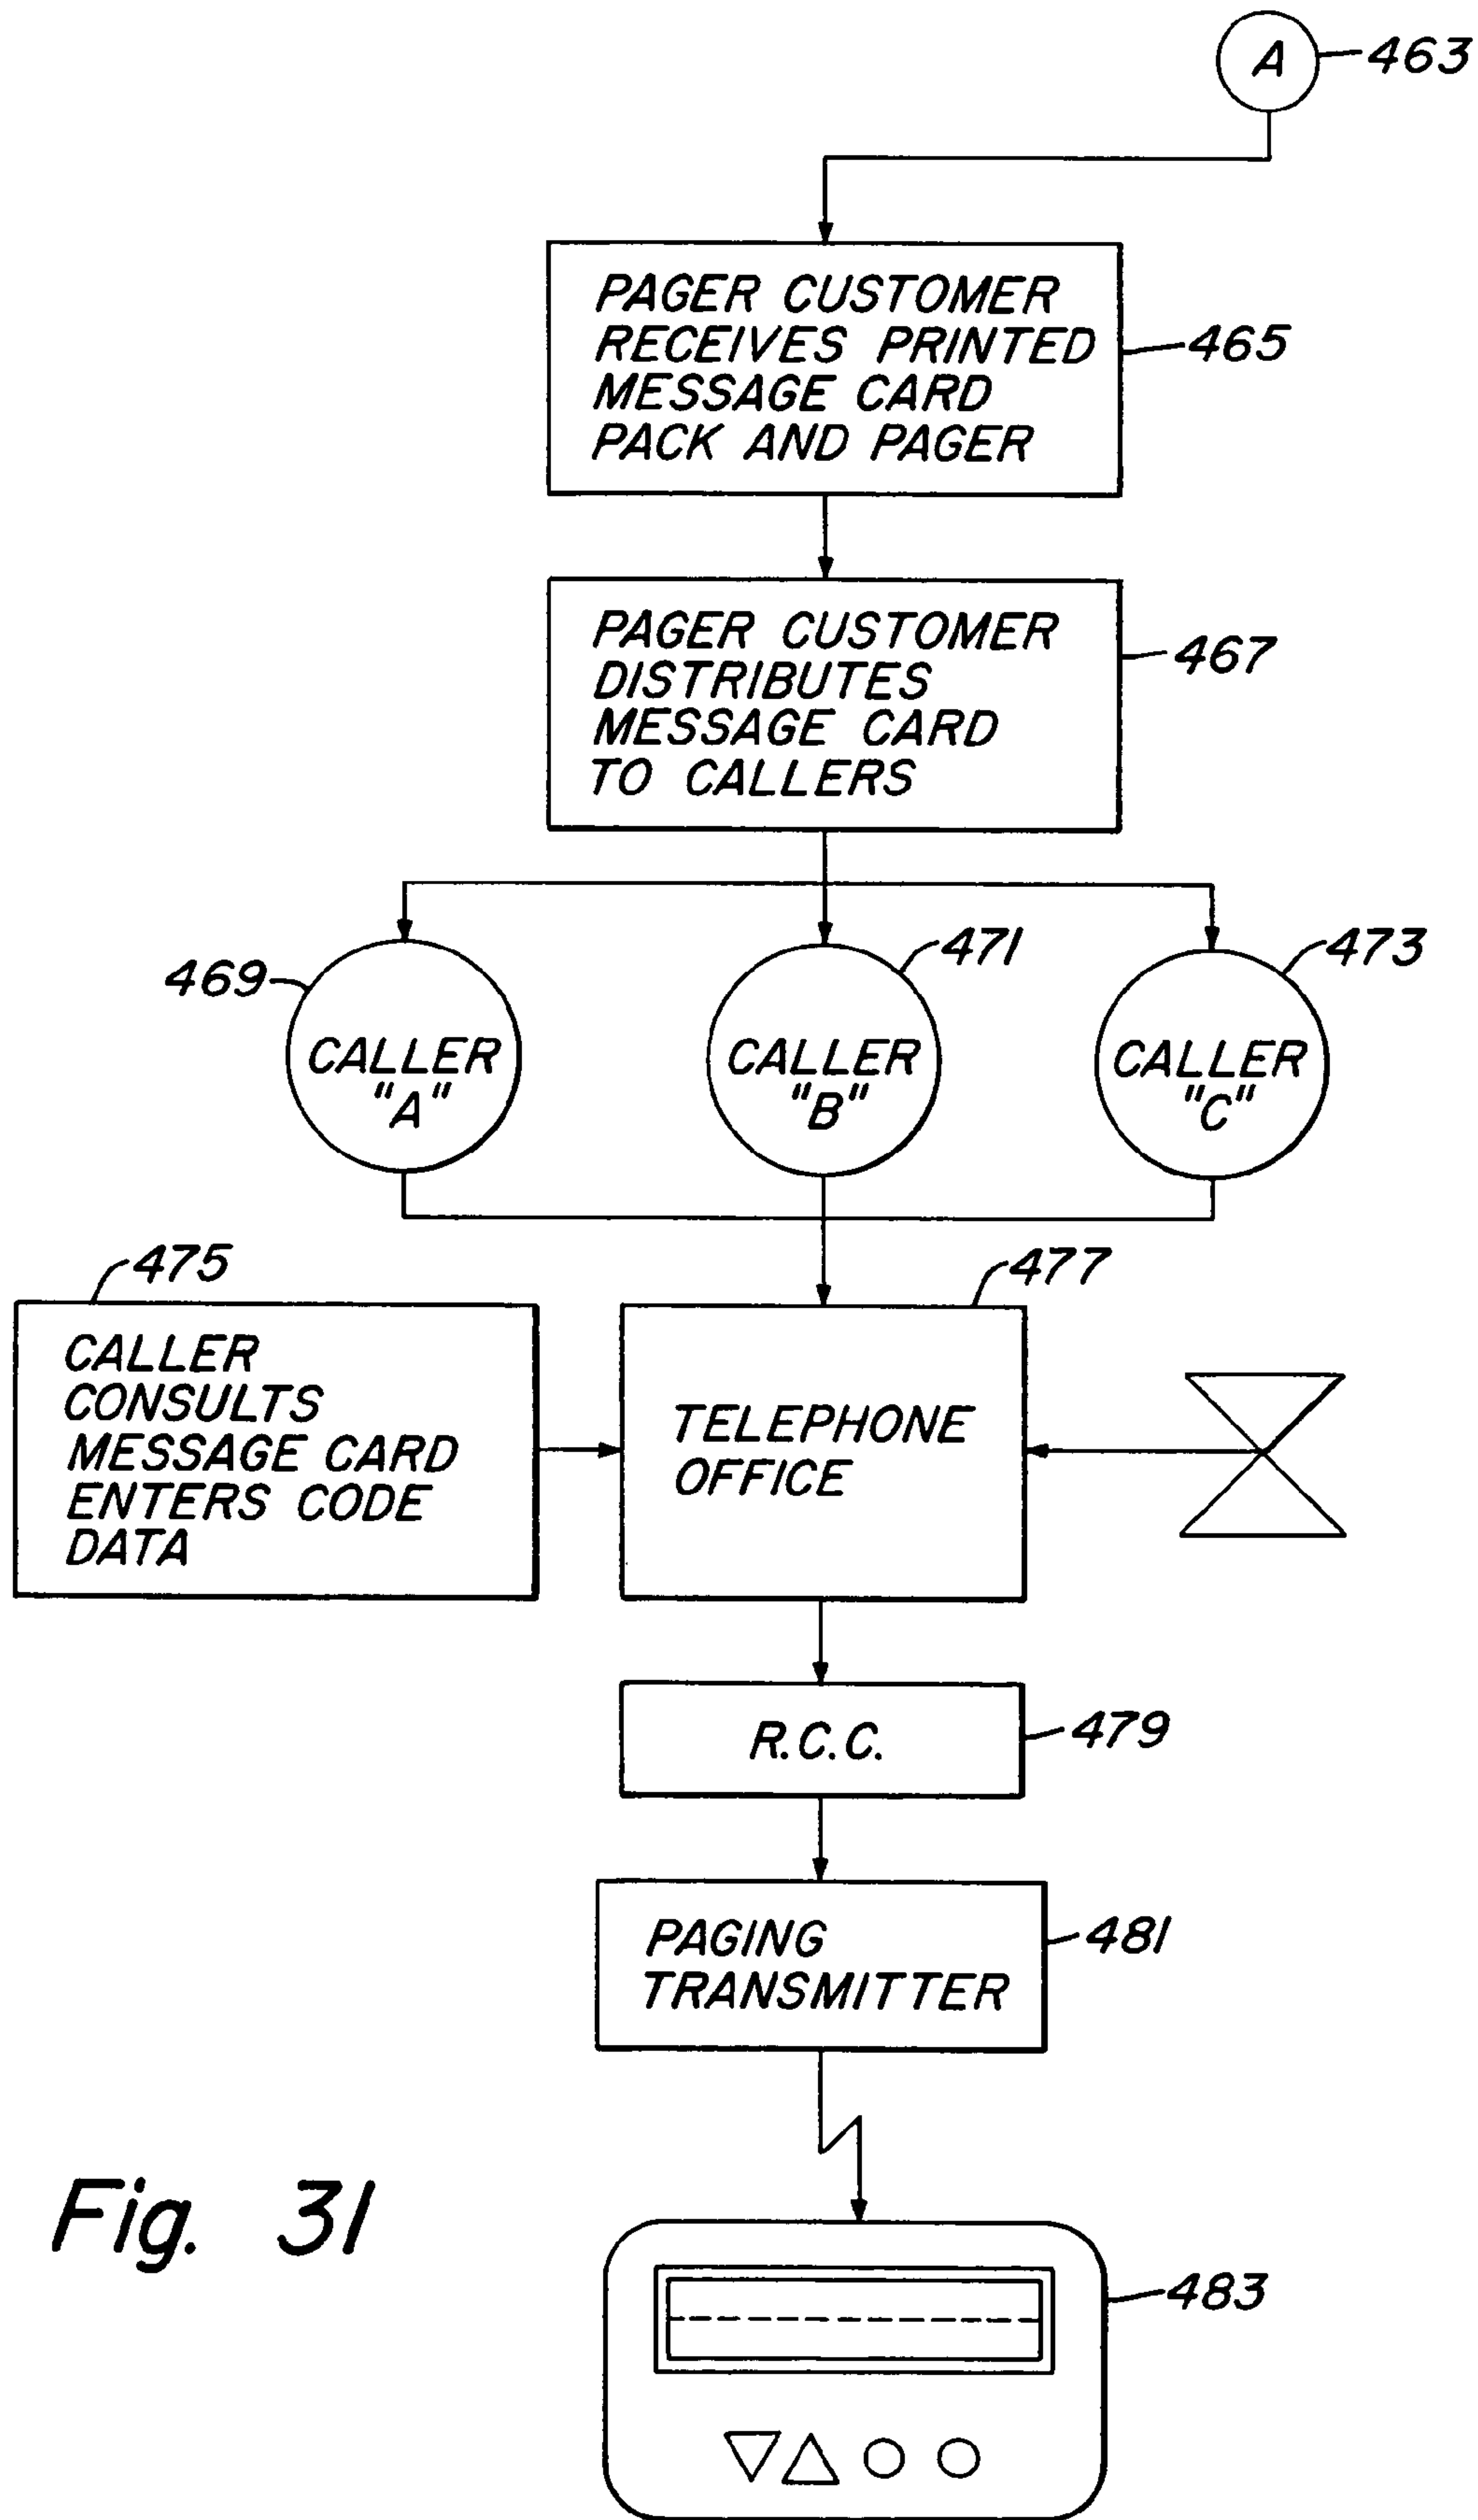 A
463
PAGER CUSTOMER
RECEIVES PRINTED
MESSAGE CARD
PACK AND PAGER
465
PAGER CUSTOMER
DISTRIBUTES
MESSAGE CARD
TO CALLERS
467
469
CALLER
"A"
471
CALLER
"B"
473
CALLER
"C"
475
CALLER
CONSULTS
MESSAGE CARD
ENTERS CODE
DATA
477
TELEPHONE
OFFICE
R.C.C.
479
PAGING
TRANSMITTER
481
Fig. 31
483